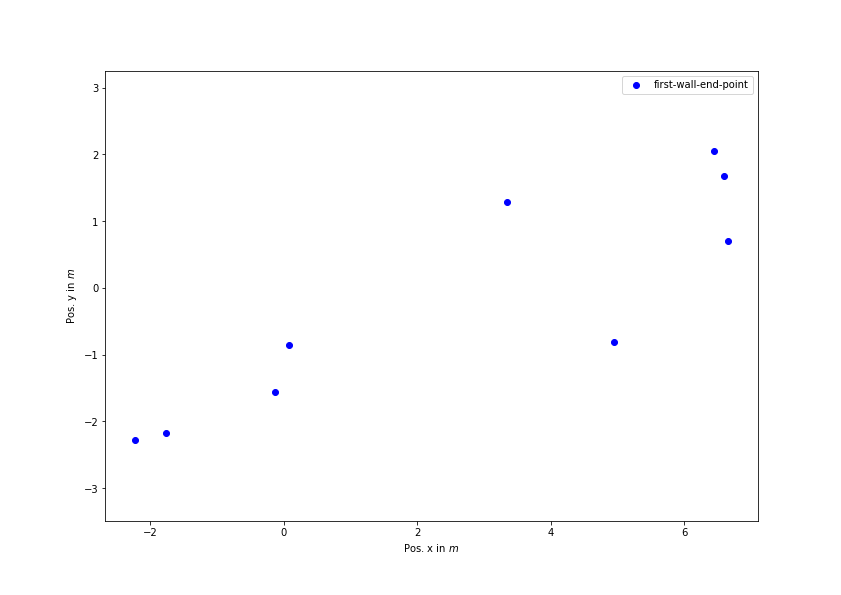 first-wall-end-point
3
2
1
0
−1
−2
−3
Pos. y in m
−2 0 2 4 6
Pos. x in m